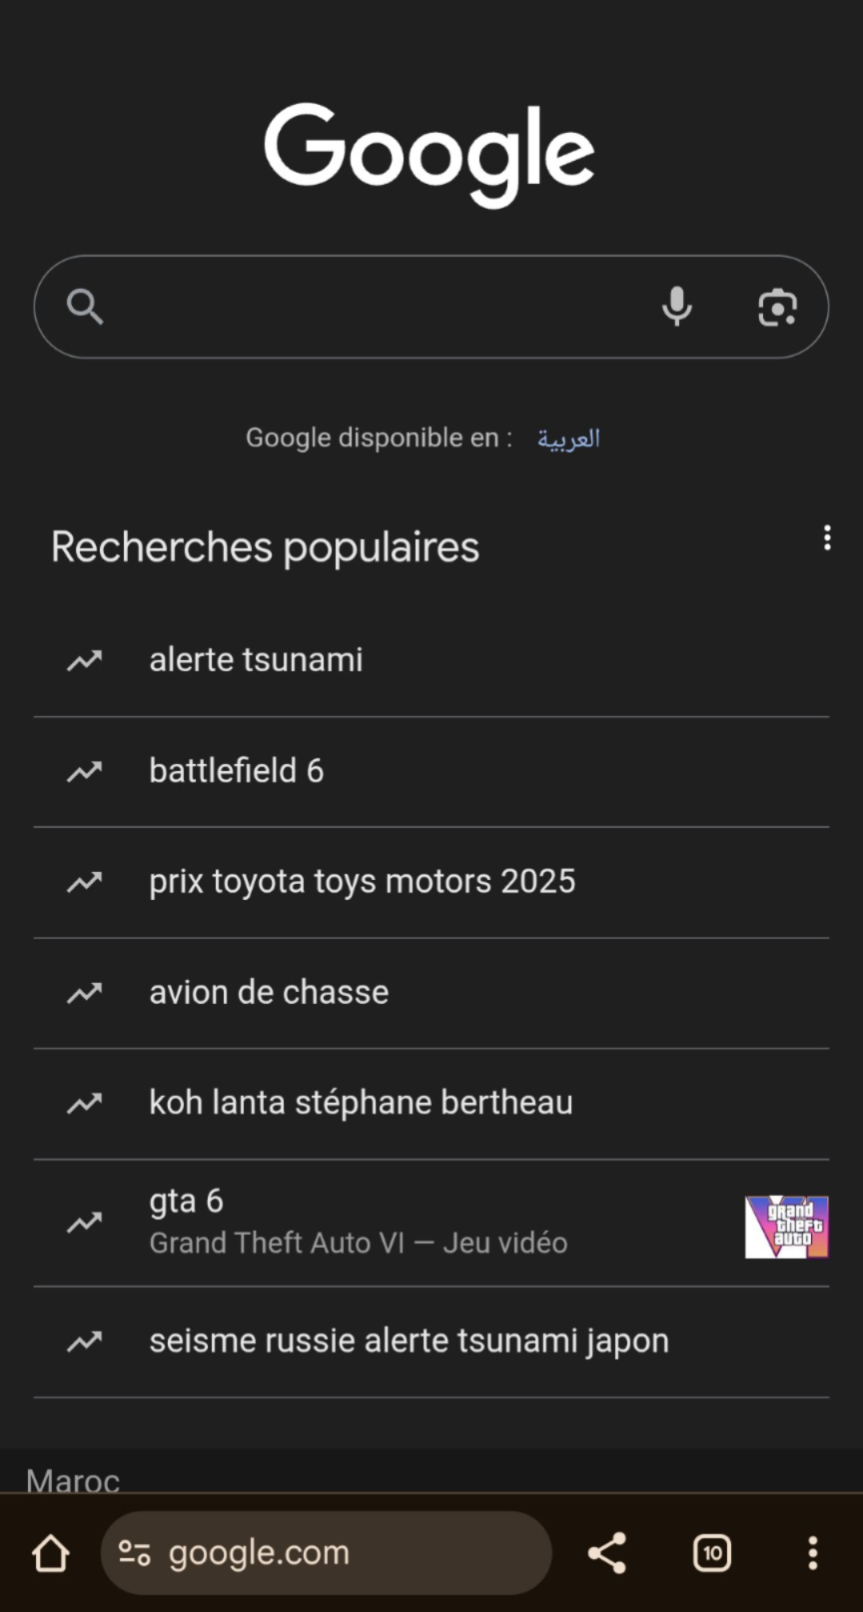 Google
Google disponible en : العربية
Recherches populaires
alerte tsunami
battlefield 6
prix toyota toys motors 2025
avion de chasse
koh lanta stéphane bertheau
gta 6
Grand Theft Auto VI — Jeu vidéo
grand
theft
auto
seisme russie alerte tsunami japon
Maroc
google.com
10